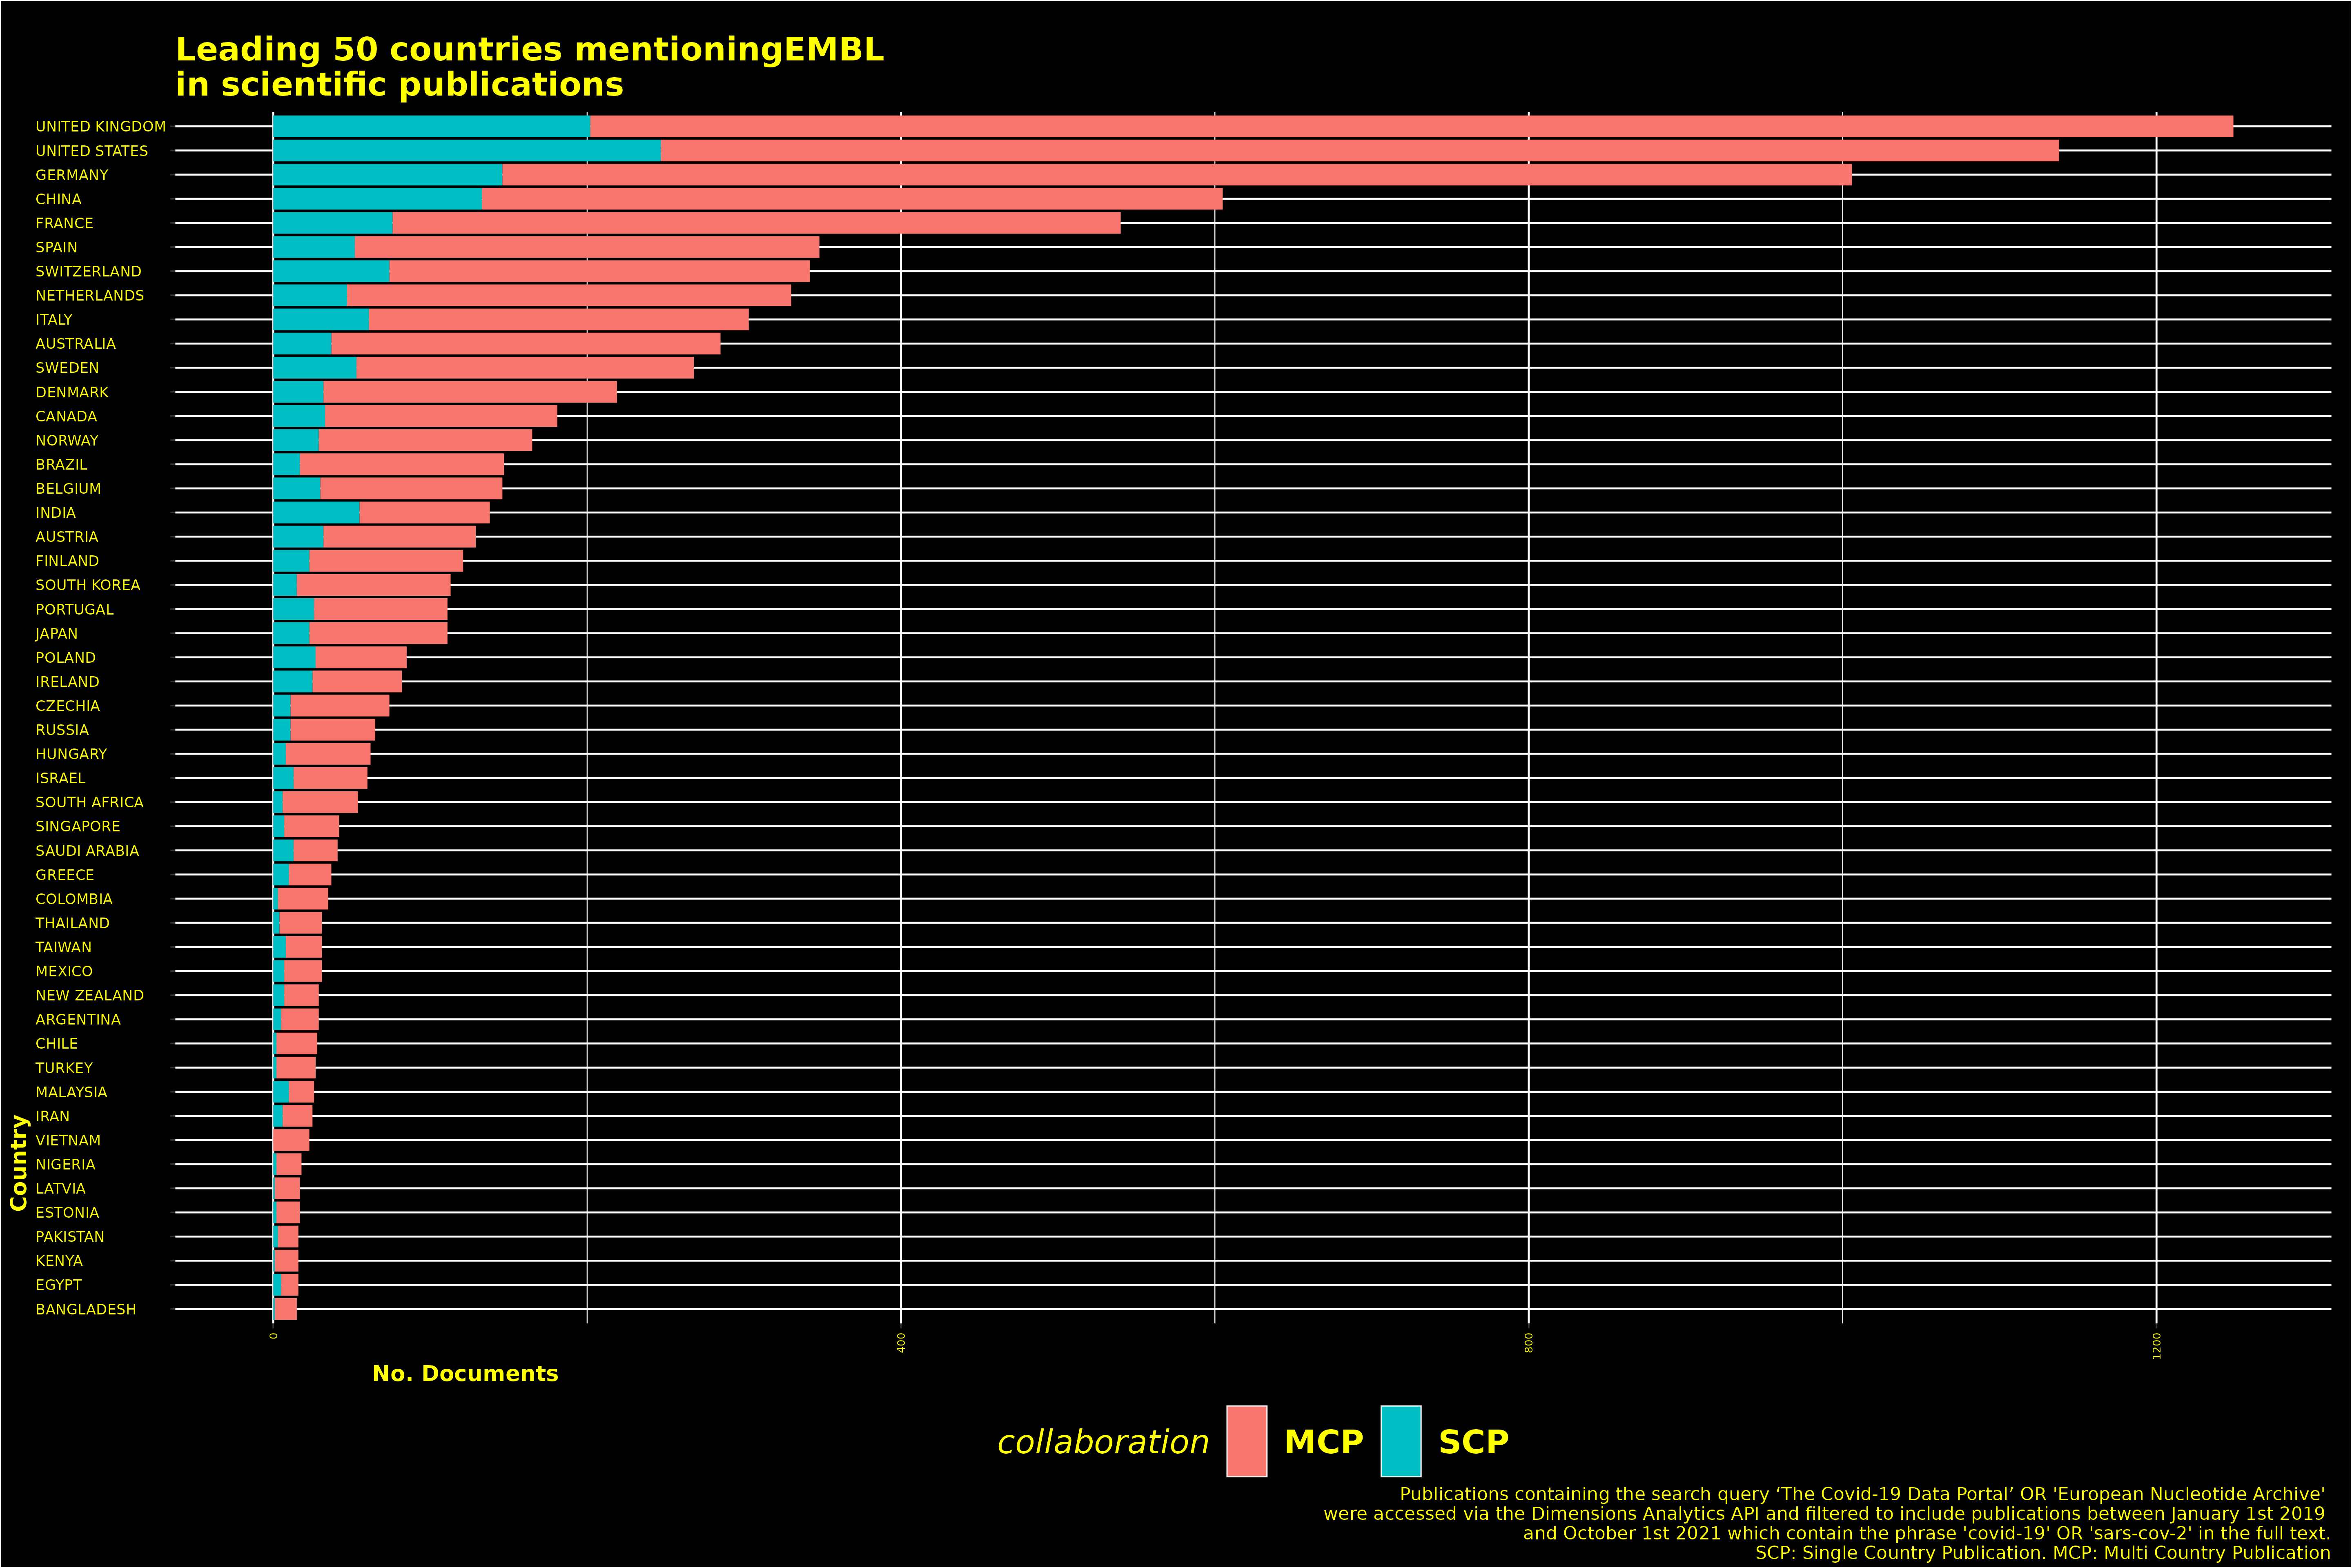 Leading 50 countries mentioningEMBL
in scientific publications
UNITED KINGDOM
UNITED STATES
GERMANY
CHINA
FRANCE
SPAIN
SWITZERLAND
NETHERLANDS
ITALY
AUSTRALIA
SWEDEN
DENMARK
CANADA
NORWAY
BRAZIL
BELGIUM
INDIA
AUSTRIA
FINLAND
SOUTH KOREA
PORTUGAL
JAPAN
POLAND
IRELAND
CZECHIA
RUSSIA
HUNGARY
ISRAEL
SOUTH AFRICA
SINGAPORE
SAUDI ARABIA
GREECE
COLOMBIA
THAILAND
TAIWAN
MEXICO
NEW ZEALAND
ARGENTINA
CHILE
TURKEY
MALAYSIA
IRAN
VIETNAM
NIGERIA
LATVIA
ESTONIA
PAKISTAN
KENYA
EGYPT
BANGLADESH
Country
0
400
800
1200
No. Documents
collaboration MCP SCP
Publications containing the search query ‘The Covid-19 Data Portal’ OR 'European Nucleotide Archive'
were accessed via the Dimensions Analytics API and filtered to include publications between January 1st 2019
and October 1st 2021 which contain the phrase 'covid-19' OR 'sars-cov-2' in the full text.
SCP: Single Country Publication. MCP: Multi Country Publication